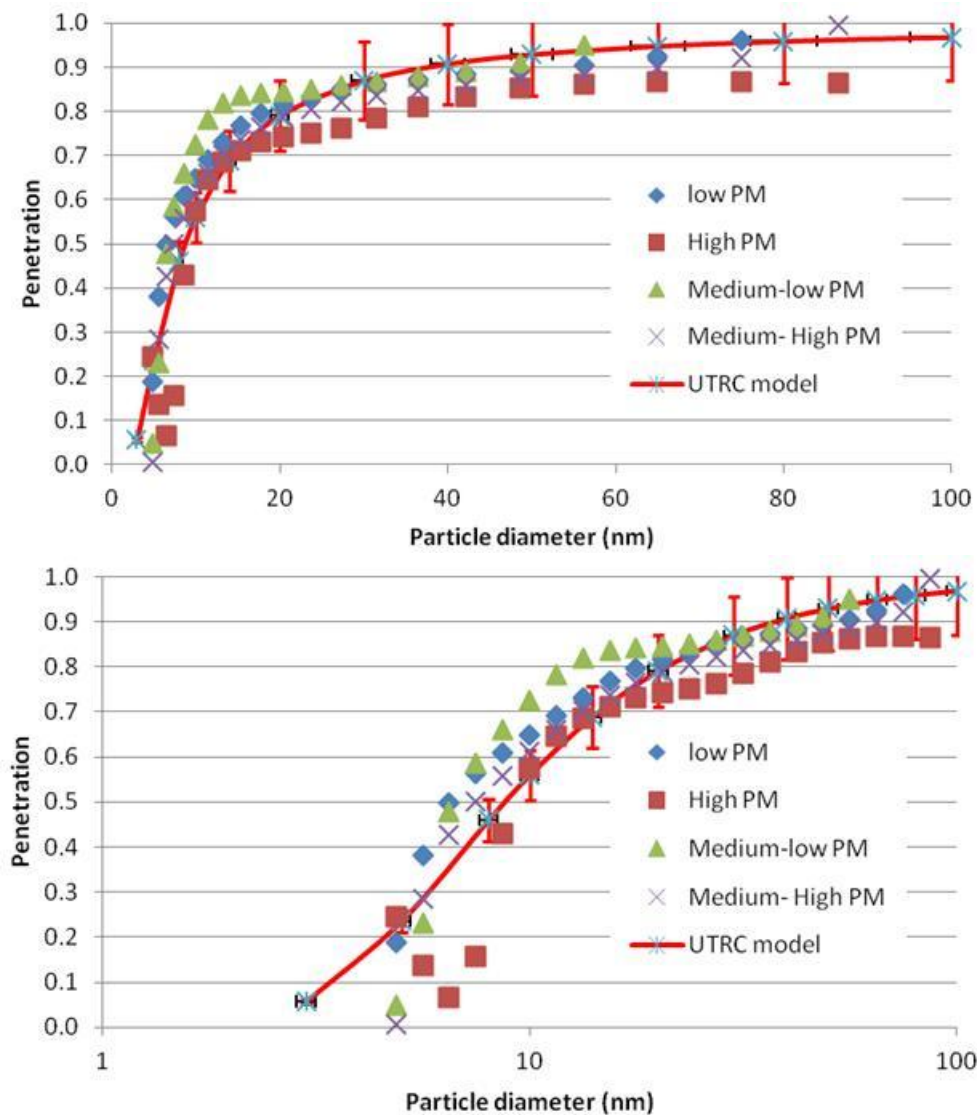 1.0
0.9
0.8
0.7
0.6
0.5
0.4
0.3
0.2
0.1
0.0
Penetration
low PM
High PM
Medium-low PM
Medium- High PM
UTRC model
0 20 40 60 80 100
Particle diameter (nm)
1.0
0.9
0.8
0.7
0.6
0.5
0.4
0.3
0.2
0.1
0.0
Penetration
low PM
High PM
Medium-low PM
Medium- High PM
UTRC model
1 10 100
Particle diameter (nm)